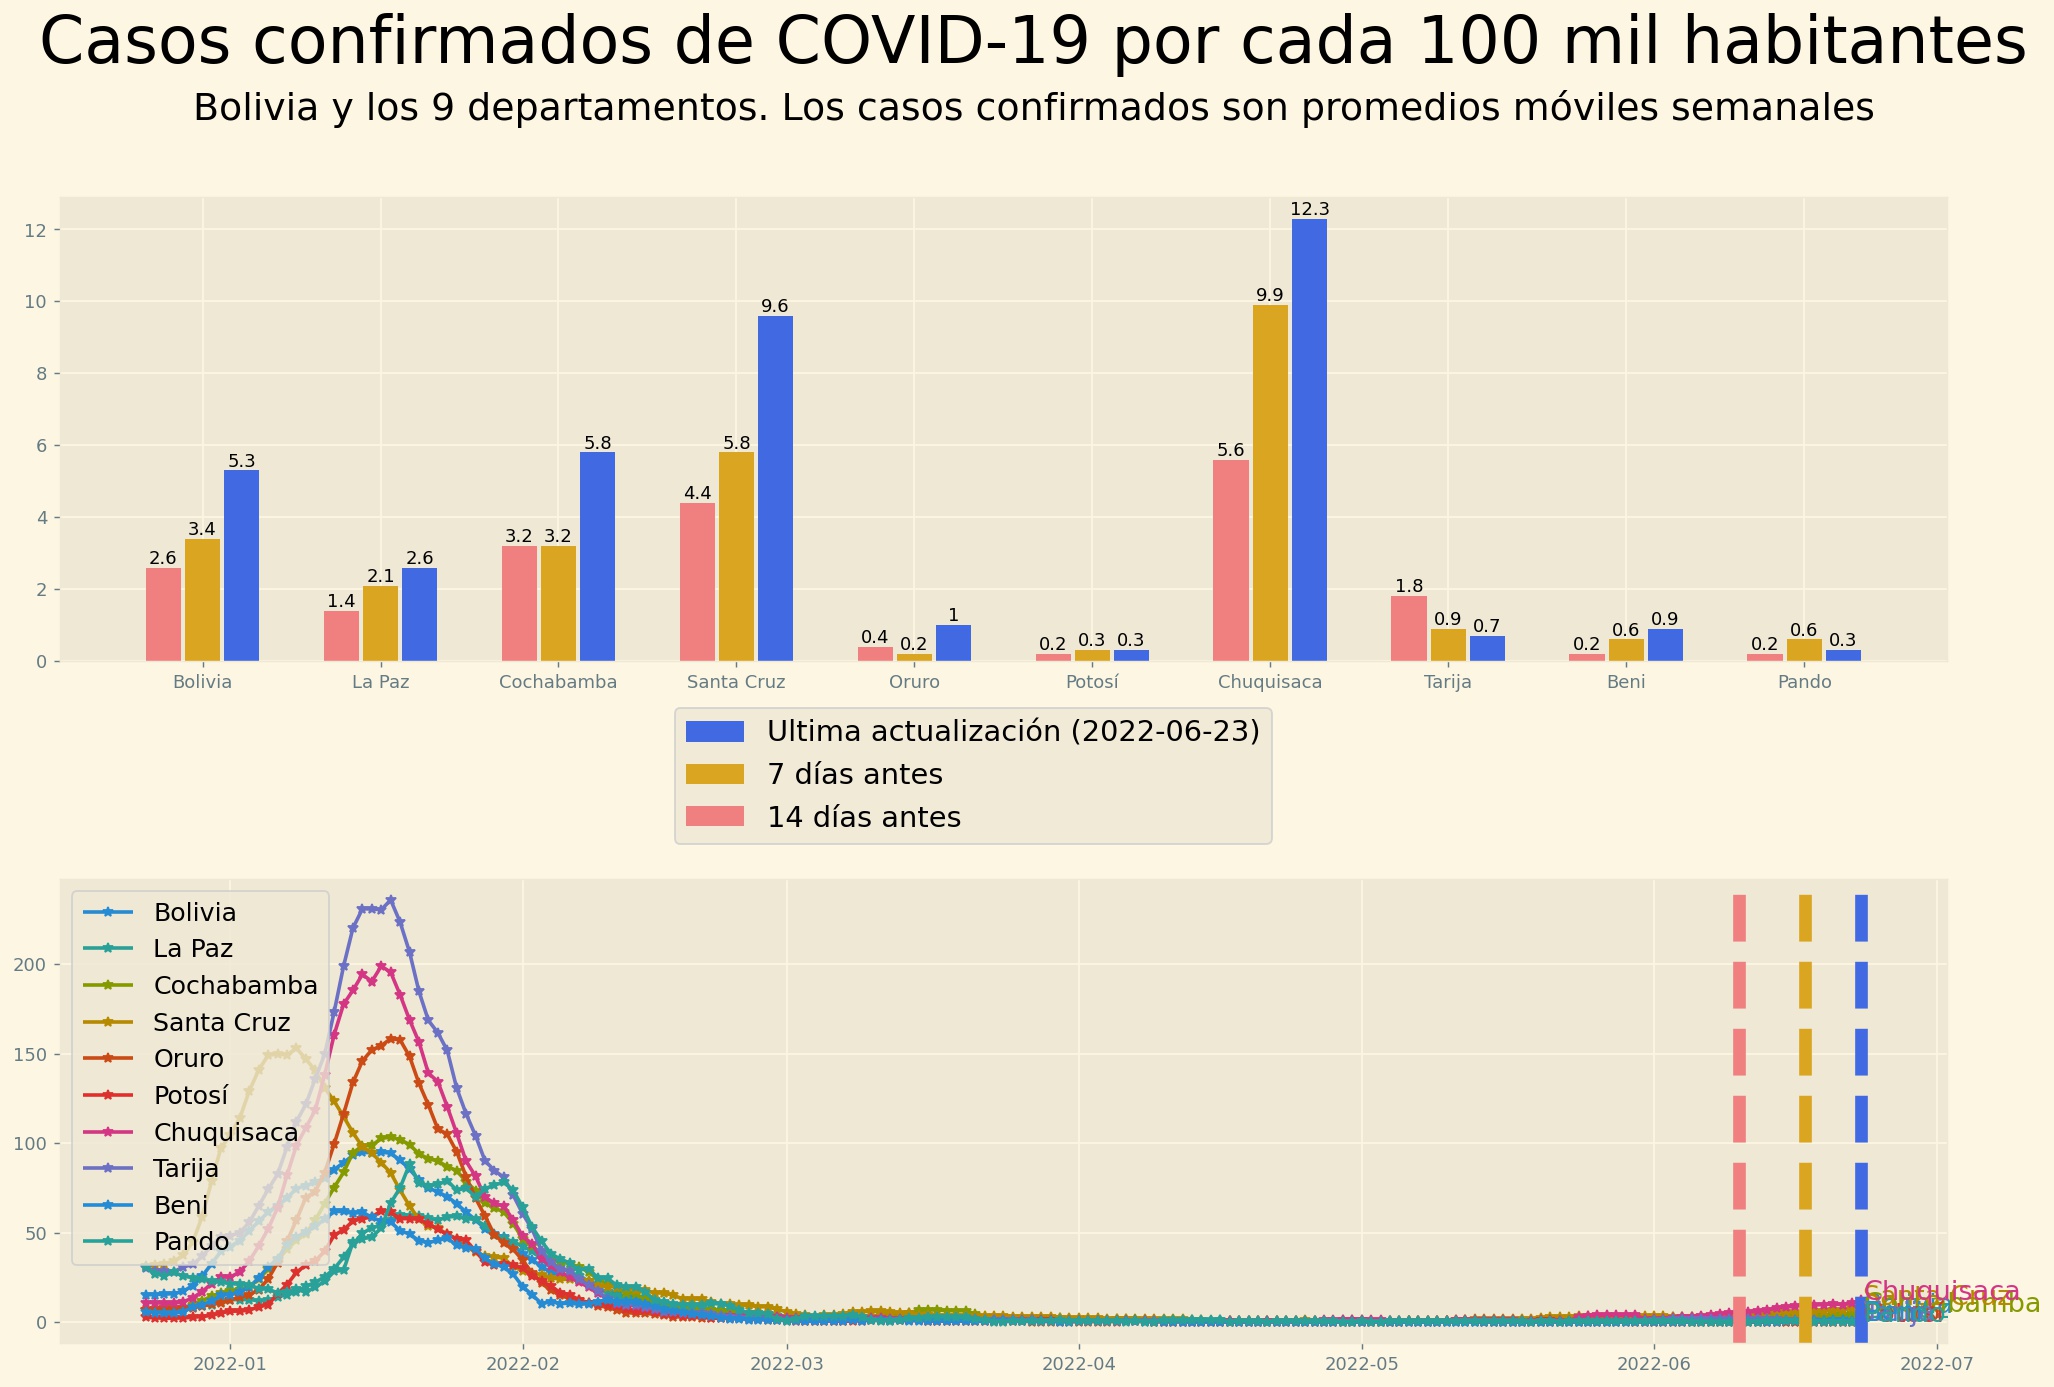 Casos confirmados de COVID-19 por cada 100 mil habitantes
Bolivia y los 9 departamentos. Los casos confirmados son promedios móviles semanales
12
10
8
6
4
2
0
2.6 3.4 5.3
1.4 2.1 2.6
3.2 3.2 5.8
4.4 5.8 9.6
0.4 0.2 1
0.2 0.3 0.3
5.6 9.9 12.3
1.8 0.9 0.7
0.2 0.6 0.9
0.2 0.6 0.3
Bolivia La Paz Cochabamba Santa Cruz Oruro Potosí Chuquisaca Tarija Beni Pando
Ultima actualización (2022-06-23)
7 días antes
14 días antes
200
150
100
50
0
Bolivia
La Paz
Cochabamba
Santa Cruz
Oruro
Potosí
Chuquisaca
Tarija
Beni
Pando
Chuquisaca
2022-01 2022-02 2022-03 2022-04 2022-05 2022-06 2022-07